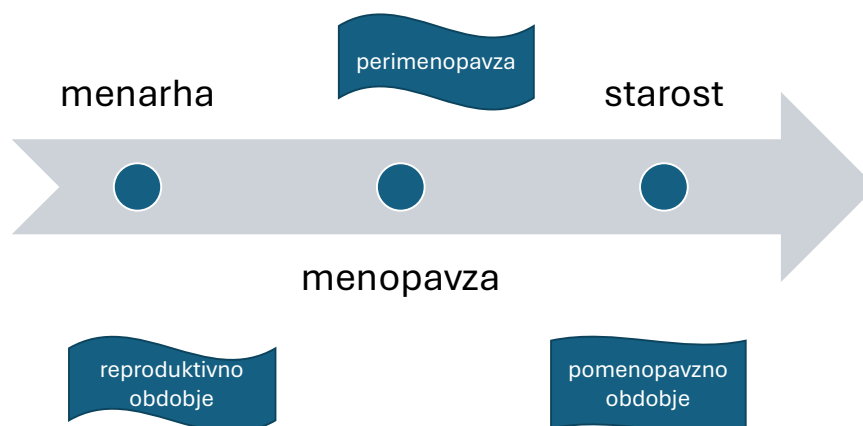 perimenopavza
menarha
starost
menopavza
reproduktivno
obdobje
pomenopavzno
obdobje